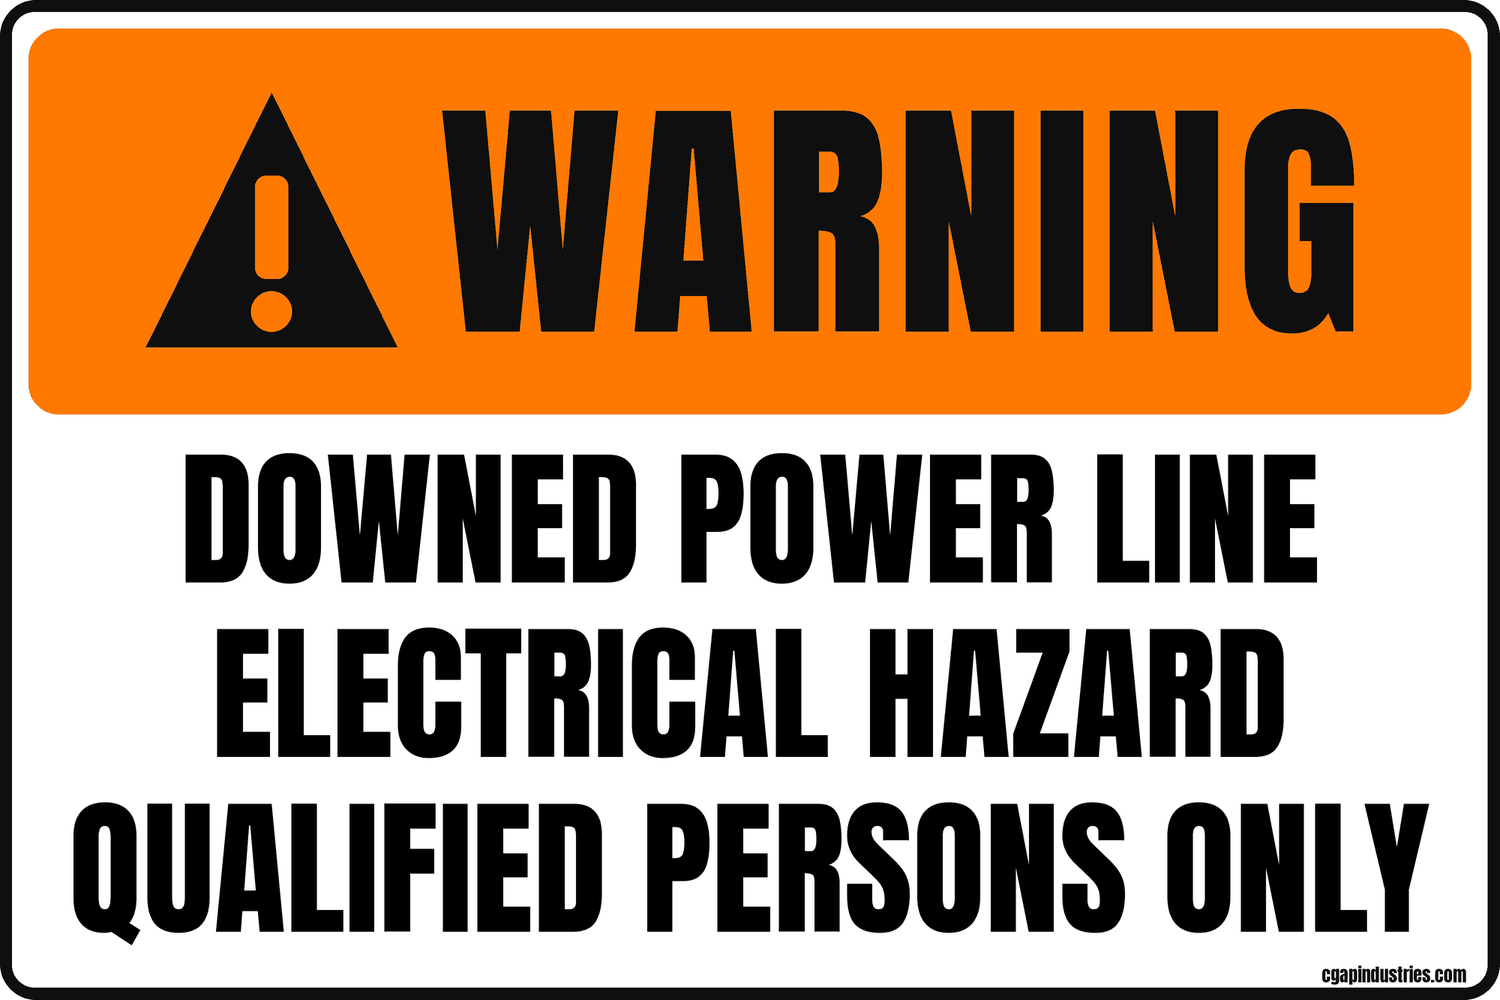 WARNING
DOWNED POWER LINE
ELECTRICAL HAZARD
QUALIFIED PERSONS ONLY
cgapindustries.com